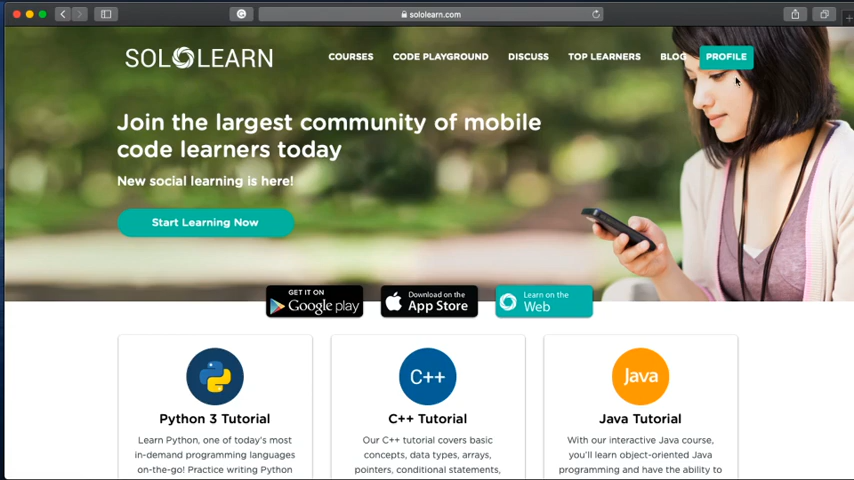 sololearn.com
SOLOLEARN
COURSES CODE PLAYGROUND DISCUSS TOP LEARNERS BLOG PROFILE
Join the largest community of mobile
code learners today
New social learning is here!
Start Learning Now
GET IT ON
Google play
Download on the
App Store
Learn on the
Web
Python 3 Tutorial
Learn Python, one of today's most
in-demand programming languages
on-the-go! Practice writing Python
C++
C++ Tutorial
Our C++ tutorial covers basic
concepts, data types, arrays,
pointers, conditional statements,
Java
Java Tutorial
With our interactive Java course,
you'll learn object-oriented Java
programming and have the ability to